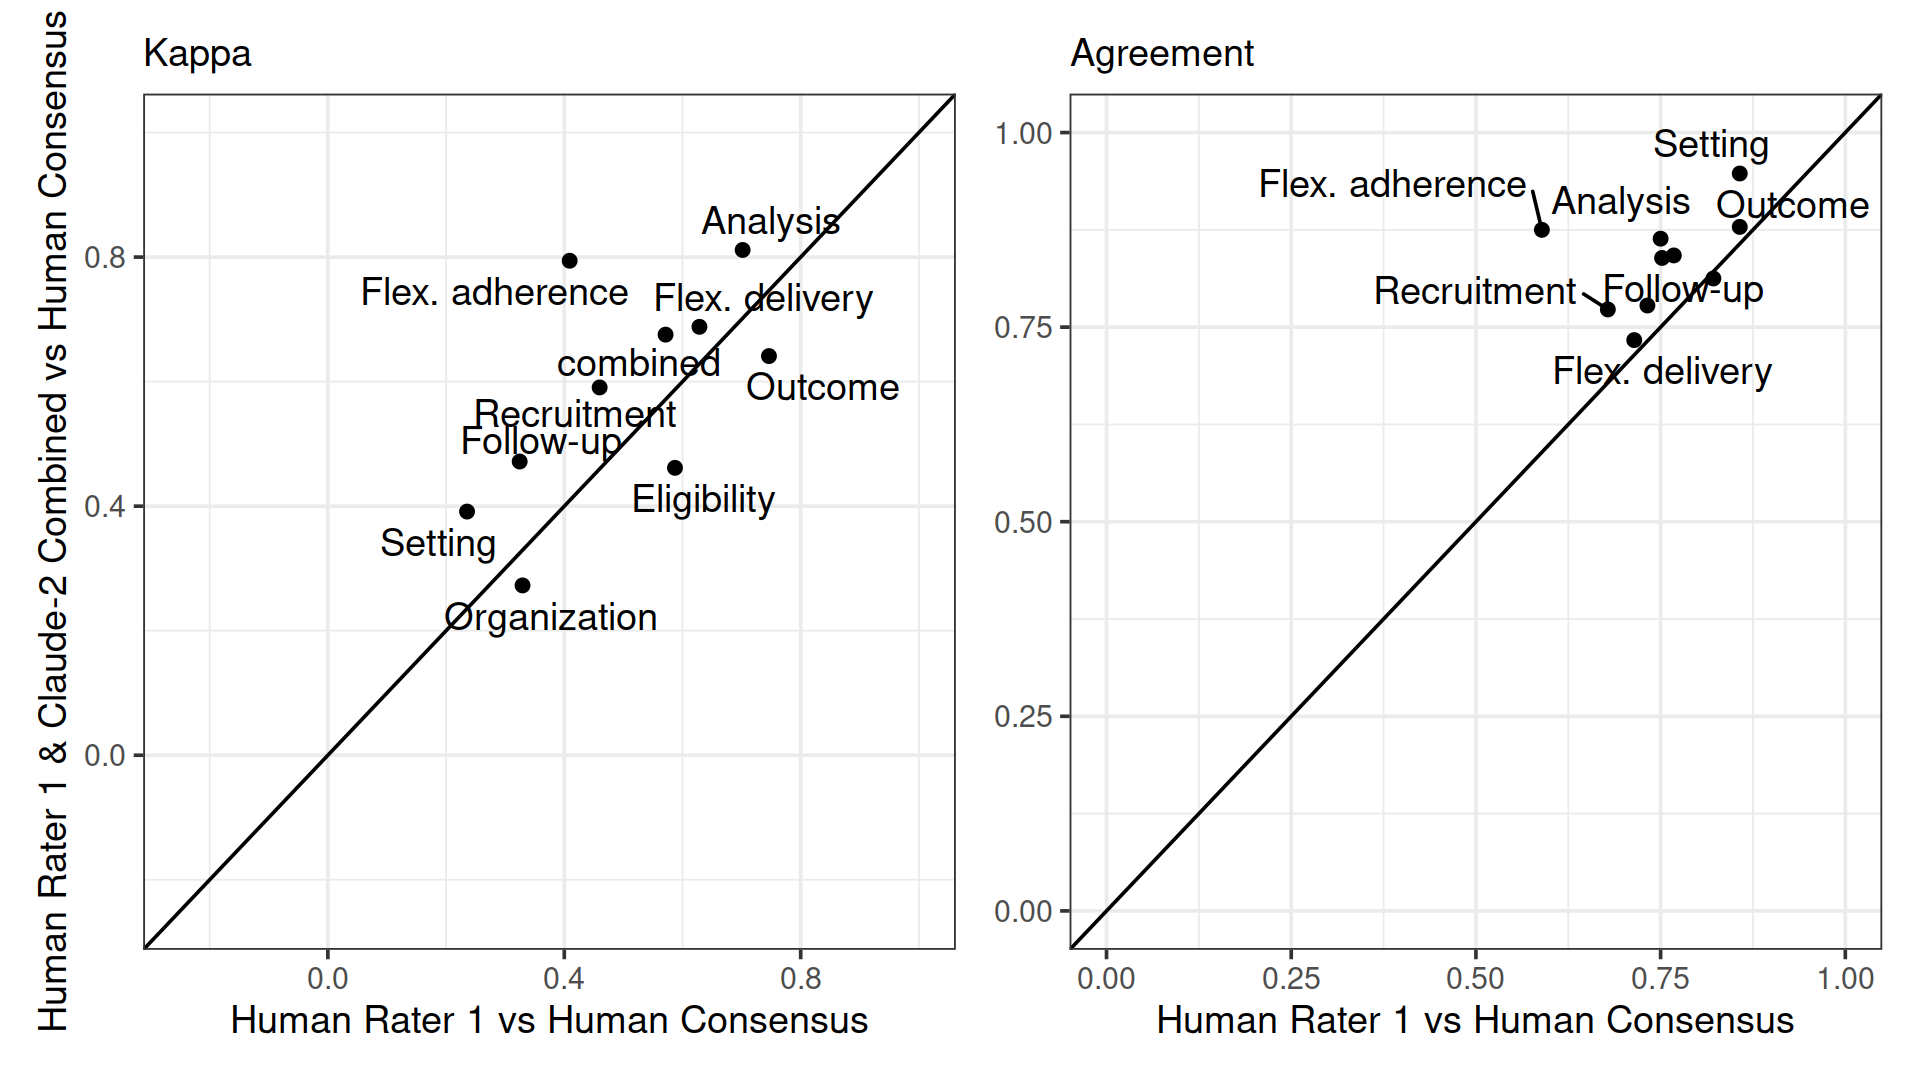 Kappa
Agreement
Human Rater 1 & Claude-2 Combined vs Human Consensus
0.8
0.4
0.0
Analysis
Flex. adherence
Flex. delivery
combined
Outcome
Recruitment
Follow-up
Eligibility
Setting
Organization
0.0 0.4 0.8
Human Rater 1 vs Human Consensus
1.00
0.75
0.50
0.25
0.00
Setting
Flex. adherence
Analysis
Outcome
Recruitment
Follow-up
Flex. delivery
0.00 0.25 0.50 0.75 1.00
Human Rater 1 vs Human Consensus